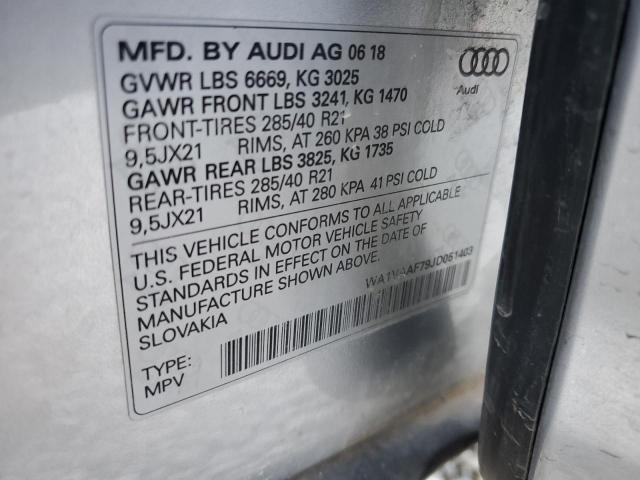 MFD. BY AUDI AG 06 18
GVWR LBS 6669, KG 3025
GAWR FRONT LBS 3241, KG 1470
FRONT-TIRES 285/40 R21
9,5JX21 RIMS, AT 260 KPA 38 PSI COLD
GAWR REAR LBS 3825, KG 1735
REAR-TIRES 285/40 R21
9,5JX21 RIMS, AT 280 KPA 41 PSI COLD
Audi
THIS VEHICLE CONFORMS TO ALL APPLICABLE
U.S. FEDERAL MOTOR VEHICLE SAFETY
STANDARDS IN EFFECT ON THE DATE OF
MANUFACTURE SHOWN ABOVE.
SLOVAKIA
WA1VAAF79JD051403
TYPE:
MPV